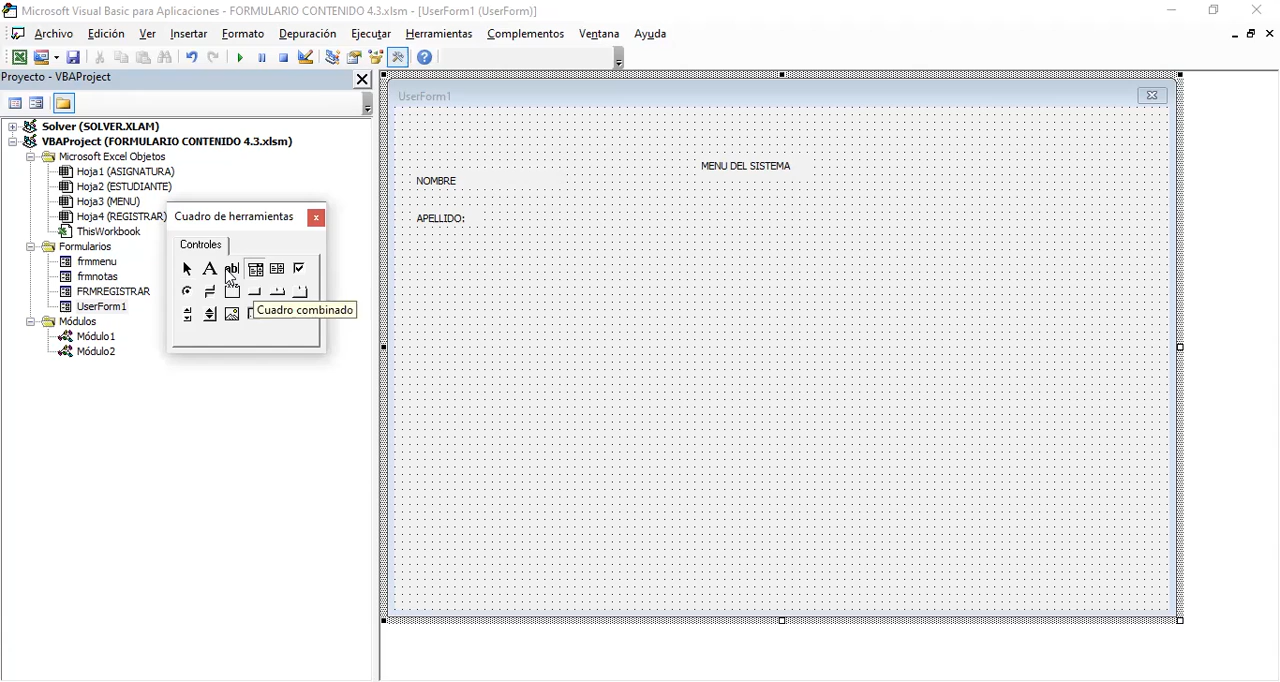 Microsoft Visual Basic para Aplicaciones - FORMULARIO CONTENIDO 4.3.xlsm - [UserForm1 (UserForm)]
Archivo Edición Ver Insertar Formato Depuración Ejecutar Herramientas Complementos Ventana Ayuda
Proyecto - VBAProject
Solver (SOLVER.XLAM)
VBAProject (FORMULARIO CONTENIDO 4.3.xlsm)
Microsoft Excel Objetos
Hoja1 (ASIGNATURA)
Hoja2 (ESTUDIANTE)
Hoja3 (MENU)
Hoja4 (REGISTRAR)
ThisWorkbook
Formularios
frmmenu
frmnotas
FRMREGISTRAR
UserForm1
Módulos
Módulo1
Módulo2
Cuadro de herramientas
Controles
A ab
Cuadro combinado
UserForm1
MENU DEL SISTEMA
NOMBRE
APELLIDO: